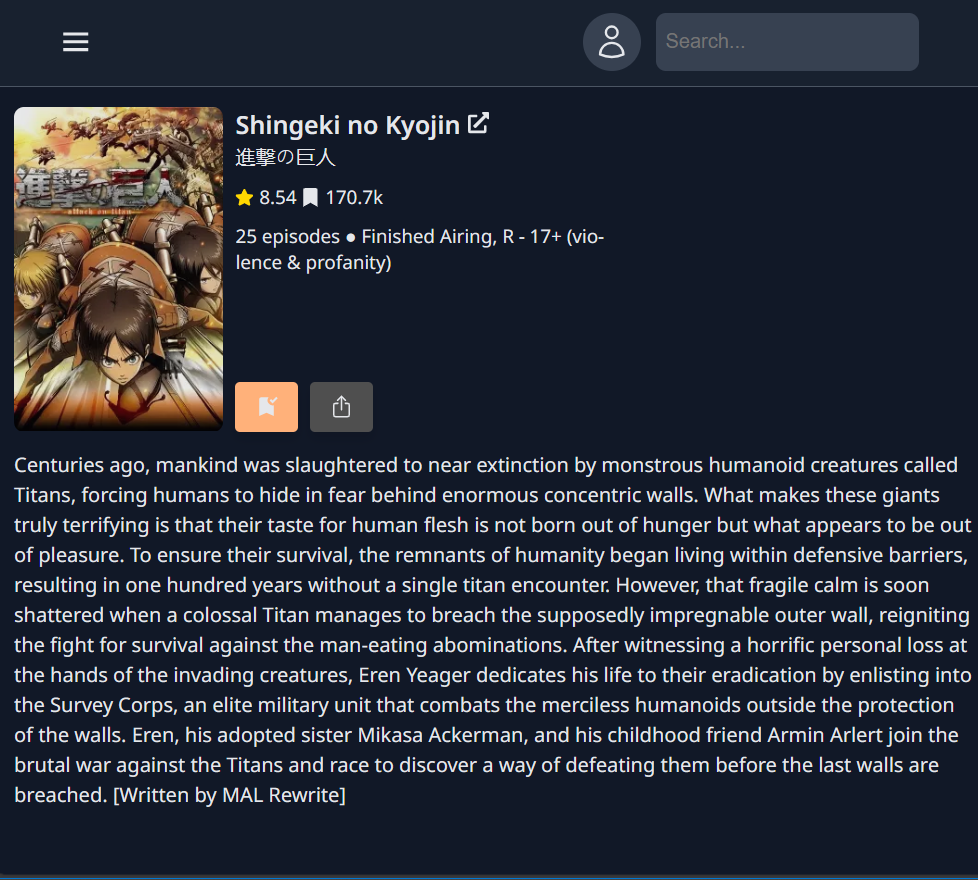 Search...
進撃の巨人
attack on titan
Shingeki no Kyojin
進撃の巨人
8.54 170.7k
25 episodes ● Finished Airing, R - 17+ (vio-
lence & profanity)
Centuries ago, mankind was slaughtered to near extinction by monstrous humanoid creatures called
Titans, forcing humans to hide in fear behind enormous concentric walls. What makes these giants
truly terrifying is that their taste for human flesh is not born out of hunger but what appears to be out
of pleasure. To ensure their survival, the remnants of humanity began living within defensive barriers,
resulting in one hundred years without a single titan encounter. However, that fragile calm is soon
shattered when a colossal Titan manages to breach the supposedly impregnable outer wall, reigniting
the fight for survival against the man-eating abominations. After witnessing a horrific personal loss at
the hands of the invading creatures, Eren Yeager dedicates his life to their eradication by enlisting into
the Survey Corps, an elite military unit that combats the merciless humanoids outside the protection
of the walls. Eren, his adopted sister Mikasa Ackerman, and his childhood friend Armin Arlert join the
brutal war against the Titans and race to discover a way of defeating them before the last walls are
breached. [Written by MAL Rewrite]